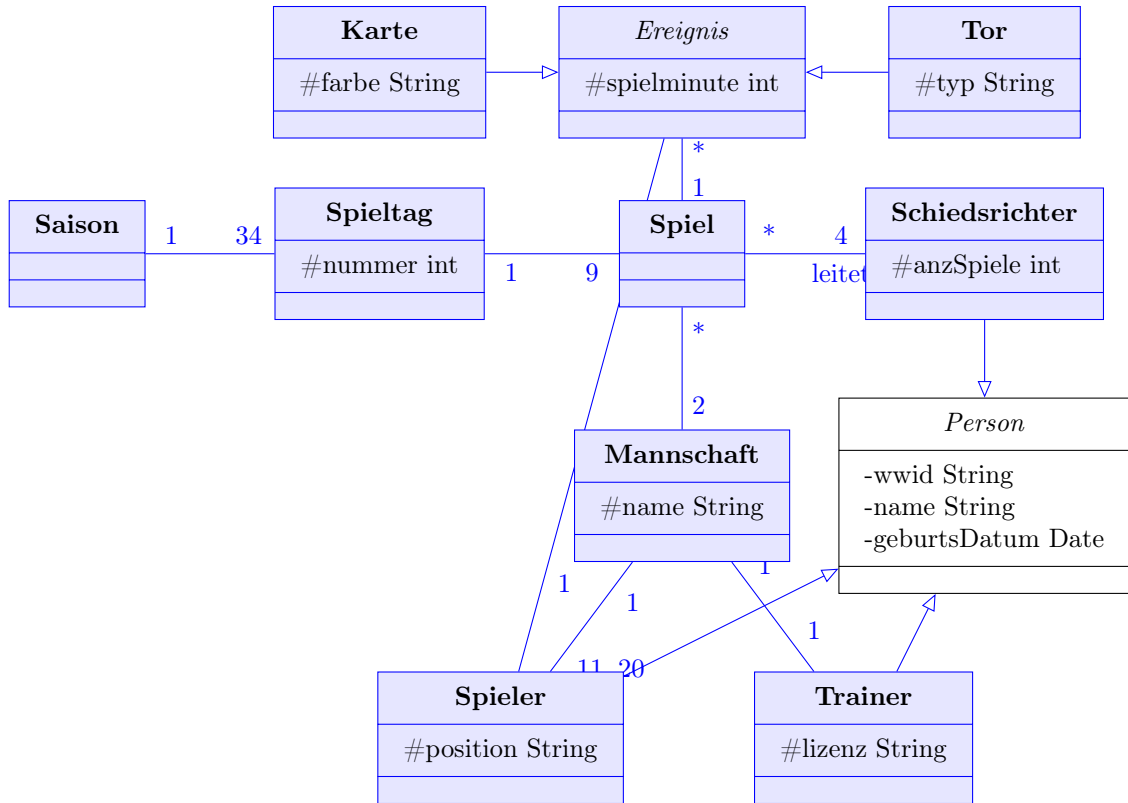 Karte
#farbe String
Ereignis
#spielminute int
Tor
#typ String
*
1
Saison
1
34
Spieltag
#nummer int
1
9
Spiel
*
4
leitet
Schiedsrichter
#anzSpiele int
*
2
Mannschaft
#name String
Person
-wwid String
-name String
-geburtsDatum Date
1
1
1
1
11 20
Spieler
#position String
Trainer
#lizenz String